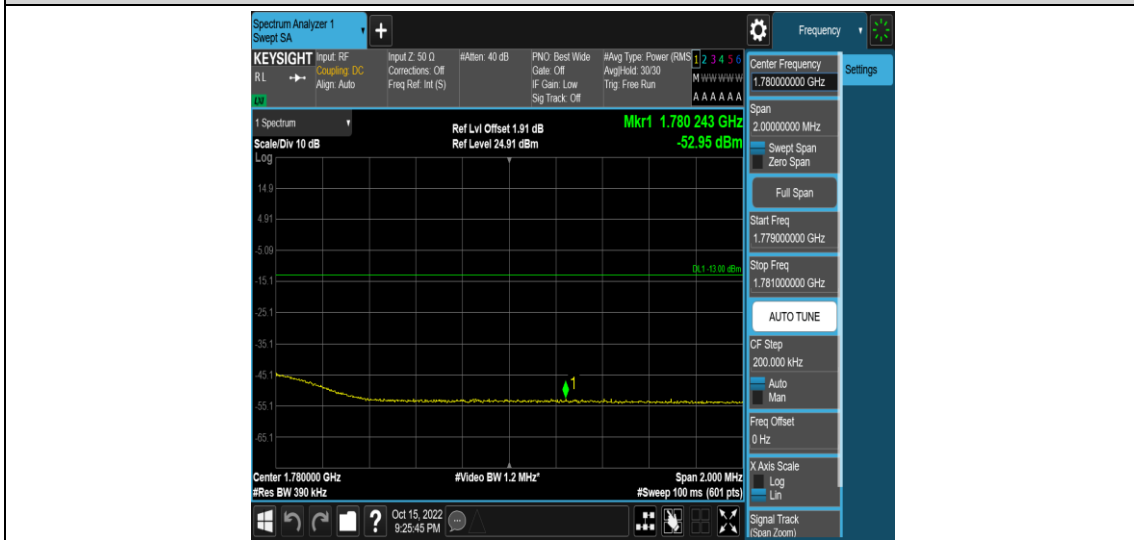 Spectrum Analyzer 1
Swept SA
Frequency
KEYSIGHT
RL
LXI
Input: RF
Coupling: DC
Align: Auto
Input Z: 50 Ω
Corrections: Off
Freq Ref: Int (S)
#Atten: 40 dB
PNO: Best Wide
Gate: Off
IF Gain: Low
Sig Track: Off
#Avg Type: Power (RMS
Avg|Hold: 30/30
Trig: Free Run
1 2 3 4 5 6
M W W W W W
A A A A A A
1 Spectrum
Scale/Div 10 dB
Log
Ref Lvl Offset 1.91 dB
Ref Level 24.91 dBm
Mkr1 1.780 243 GHz
-52.95 dBm
14.9
4.91
-5.09
DL1 -13.00 dBm
-15.1
-25.1
-35.1
-45.1
1
-55.1
-65.1
Center 1.780000 GHz
#Res BW 390 kHz
#Video BW 1.2 MHz*
Span 2.000 MHz
#Sweep 100 ms (601 pts)
Center Frequency
1.780000000 GHz
Settings
Span
2.00000000 MHz
Swept Span
Zero Span
Full Span
Start Freq
1.779000000 GHz
Stop Freq
1.781000000 GHz
AUTO TUNE
CF Step
200.000 kHz
Auto
Man
Freq Offset
0 Hz
X Axis Scale
Log
Lin
Signal Track
(Span Zoom)
?
Oct 15, 2022
9:25:45 PM